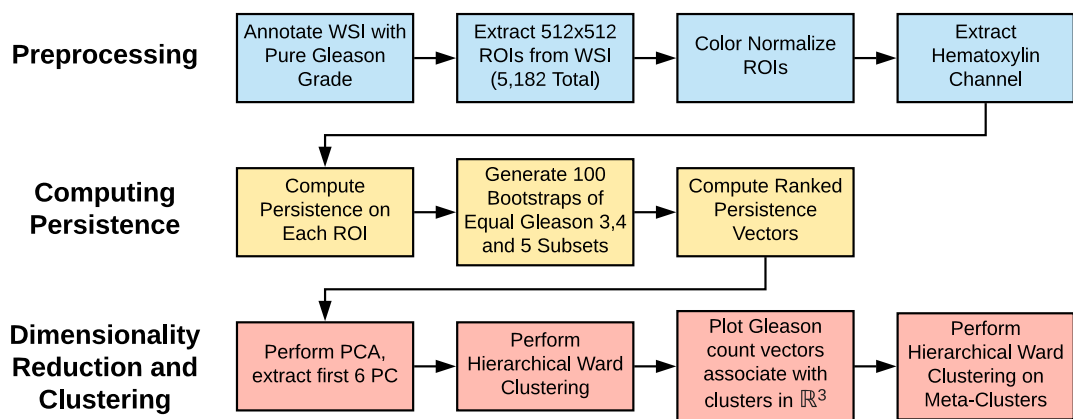 Preprocessing
Annotate WSI with
Pure Gleason
Grade
Extract 512x512
ROIs from WSI
(5,182 Total)
Color Normalize
ROIs
Extract
Hematoxylin
Channel
Computing
Persistence
Compute
Persistence on
Each ROI
Generate 100
Bootstraps of
Equal Gleason 3,4
and 5 Subsets
Compute Ranked
Persistence
Vectors
Dimensionality
Reduction and
Clustering
Perform PCA,
extract first 6 PC
Perform
Hierarchical Ward
Clustering
Plot Gleason
count vectors
associate with
clusters in ℝ³
Perform
Hierarchical Ward
Clustering on
Meta-Clusters